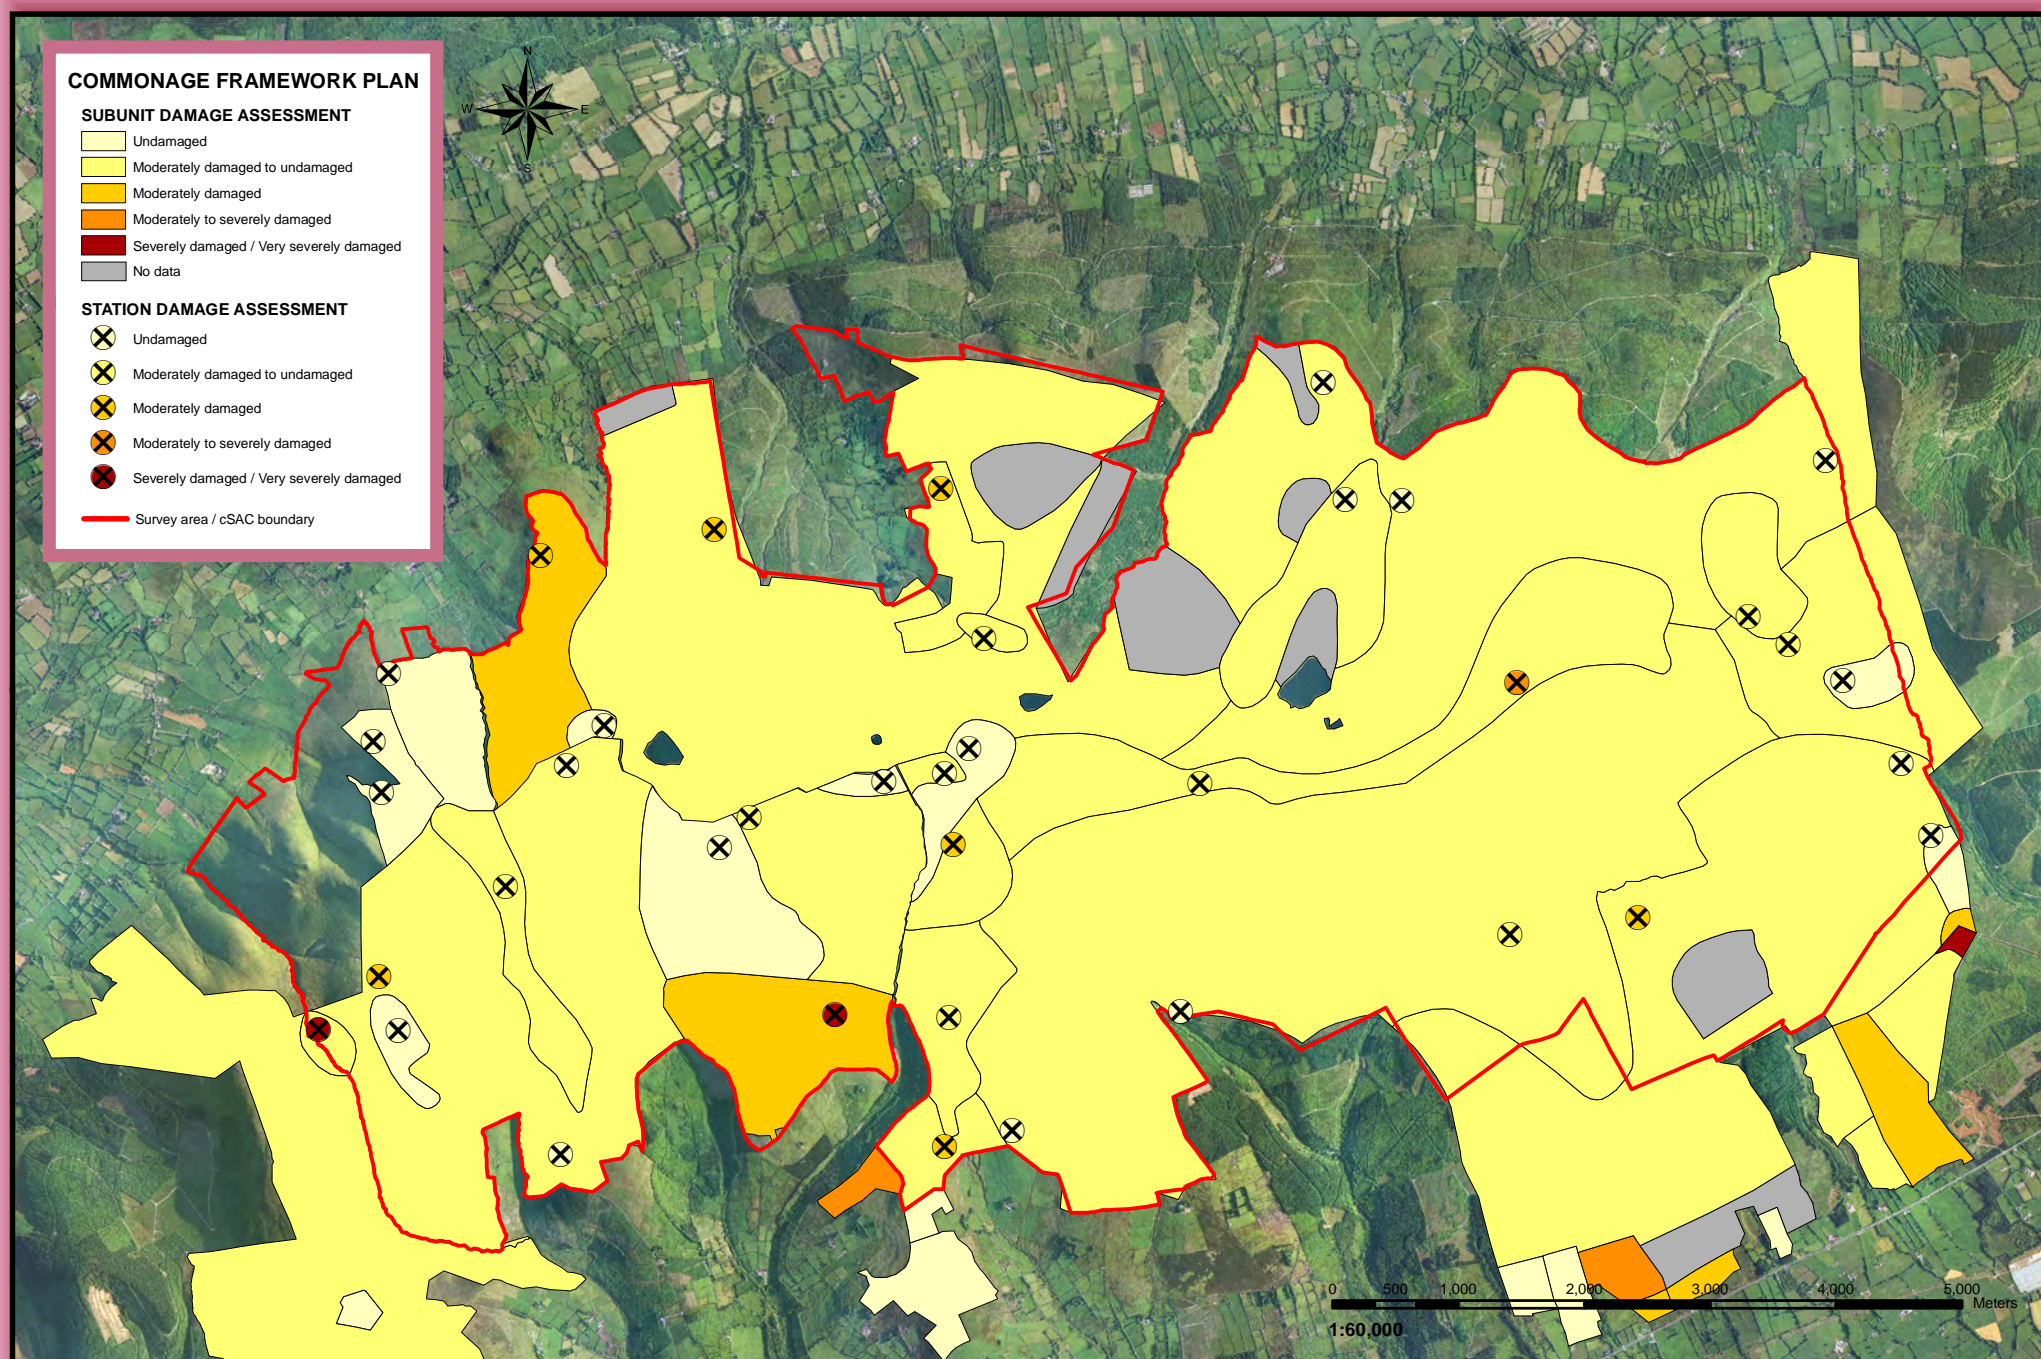 COMMONAGE FRAMEWORK PLAN
SUBUNIT DAMAGE ASSESSMENT
Undamaged
Moderately damaged to undamaged
Moderately damaged
Moderately to severely damaged
Severely damaged / Very severely damaged
No data
STATION DAMAGE ASSESSMENT
Undamaged
Moderately damaged to undamaged
Moderately damaged
Moderately to severely damaged
Severely damaged / Very severely damaged
Survey area / cSAC boundary
N
W
E
S
0 500 1,000 2,000 3,000 4,000 5,000
Meters
1:60,000